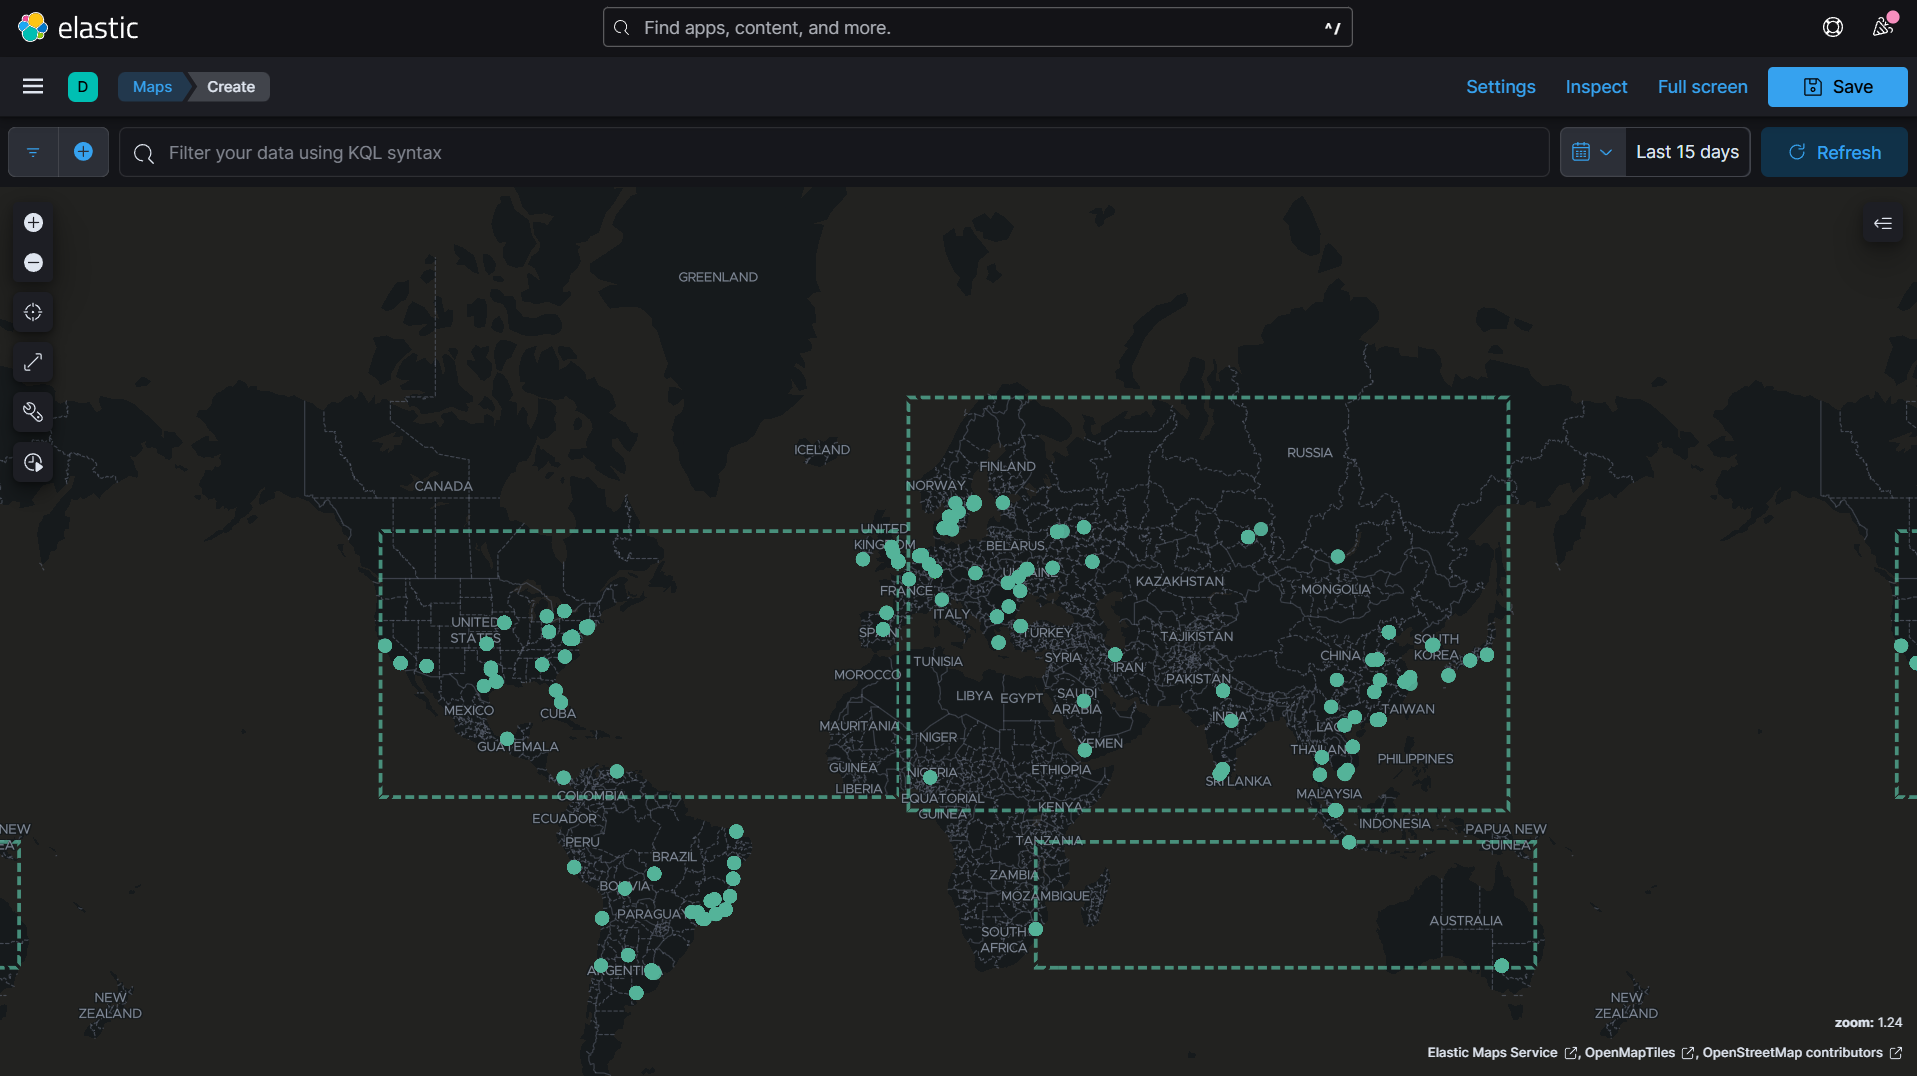 elastic
Find apps, content, and more.
^/
D
Maps
Create
Settings
Inspect
Full screen
Save
Filter your data using KQL syntax
Last 15 days
Refresh
GREENLAND
ICELAND
RUSSIA
FINLAND
NORWAY
CANADA
UNITED
KINGDOM
BELARUS
UKRAINE
KAZAKHSTAN
MONGOLIA
FRANCE
ITALY
UNITED
STATES
SPAIN
TURKEY
TAJIKISTAN
SOUTH
KOREA
CHINA
SYRIA
TUNISIA
IRAN
MOROCCO
PAKISTAN
LIBYA
EGYPT
SAUDI
ARABIA
TAIWAN
MEXICO
CUBA
INDIA
MAURITANIA
LAOS
NIGER
YEMEN
GUATEMALA
THAILAND
PHILIPPINES
GUINEA
NIGERIA
ETHIOPIA
SRI LANKA
LIBERIA
MALAYSIA
COLOMBIA
EQUATORIAL
GUINEA
KENYA
ECUADOR
INDONESIA
NEW
EA
PAPUA NEW
GUINEA
PERU
TANZANIA
BRAZIL
ZAMBIA
BOLIVIA
MOZAMBIQUE
PARAGUAY
AUSTRALIA
SOUTH
AFRICA
ARGENTI
NEW
ZEALAND
NEW
ZEALAND
zoom: 1.24
Elastic Maps Service , OpenMapTiles , OpenStreetMap contributors